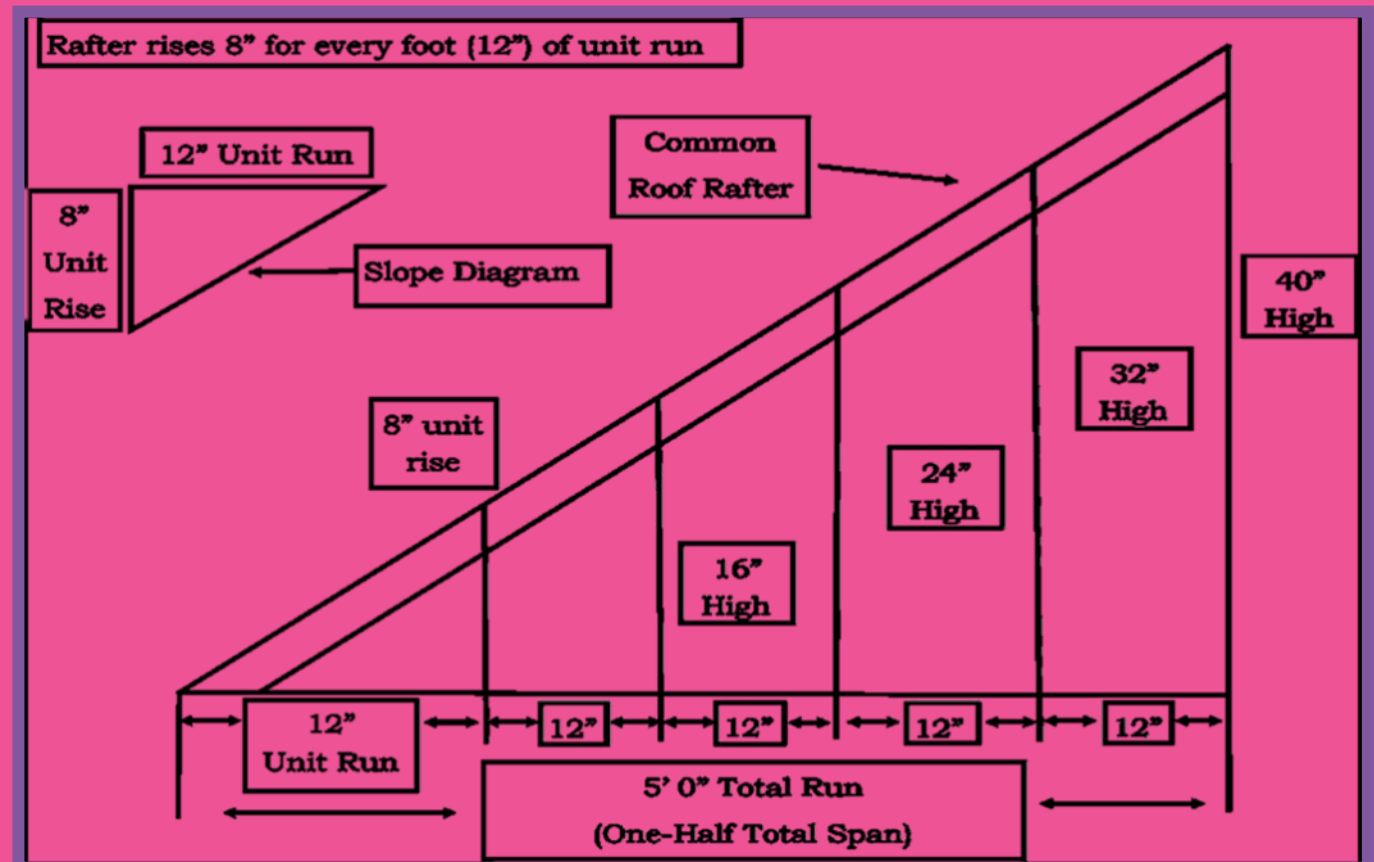 Rafter rises 8” for every foot (12”) of unit run
12” Unit Run
8”
Unit
Rise
Slope Diagram
Common
Roof Rafter
40”
High
32”
High
8” unit
rise
24”
High
16”
High
12”
Unit Run
12”
12”
12”
12”
5’ 0” Total Run
(One-Half Total Span)